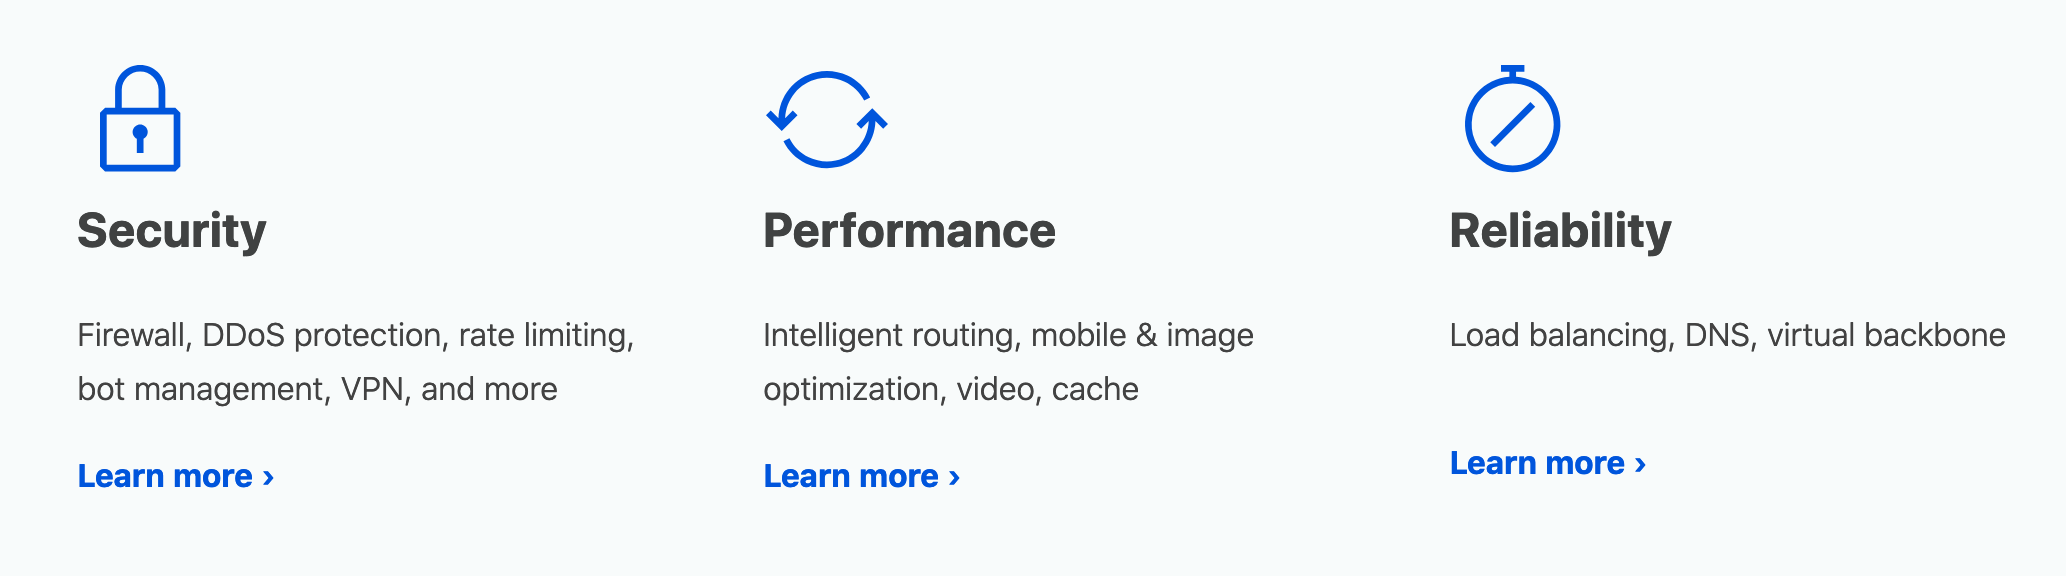 Security
Firewall, DDoS protection, rate limiting,
bot management, VPN, and more
Learn more ›
Performance
Intelligent routing, mobile & image
optimization, video, cache
Learn more ›
Reliability
Load balancing, DNS, virtual backbone
Learn more ›